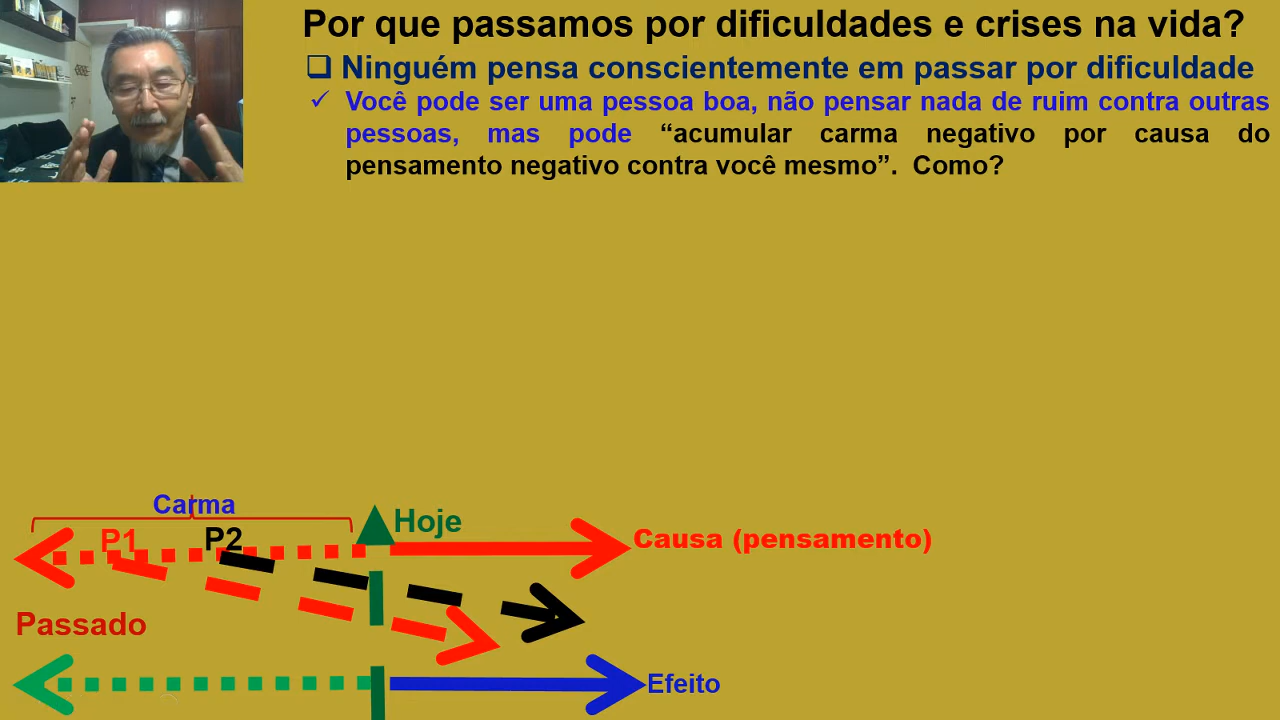 Por que passamos por dificuldades e crises na vida?
Ninguém pensa conscientemente em passar por dificuldade
Você pode ser uma pessoa boa, não pensar nada de ruim contra outras
pessoas, mas pode “acumular carma negativo por causa do
pensamento negativo contra você mesmo”. Como?
Carma
Hoje
P1 P2
Causa (pensamento)
Passado
Efeito